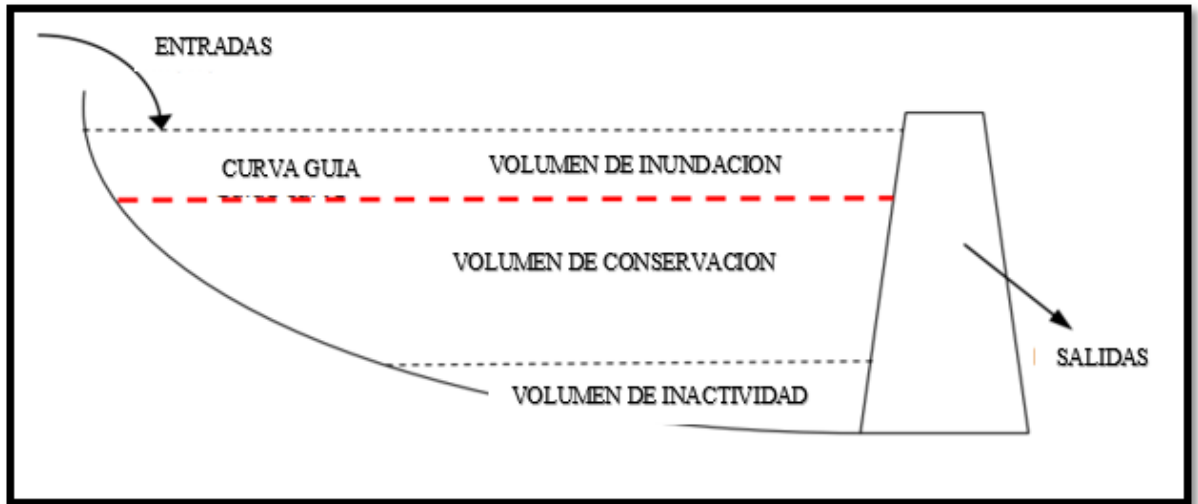 ENTRADAS
CURVA GUIA
VOLUMEN DE INUNDACION
VOLUMEN DE CONSERVACION
SALIDAS
VOLUMEN DE INACTIVIDAD